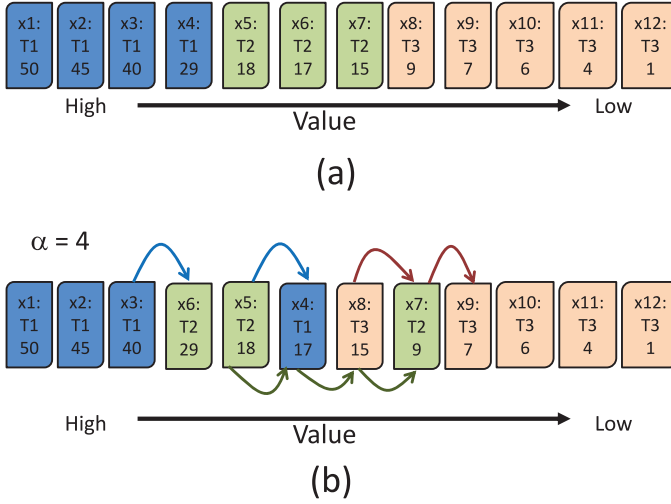 x1: x2: x3: x4: x5: x6: x7: x8: x9: x10: x11: x12:
T1 T1 T1 T1 T2 T2 T2 T3 T3 T3 T3 T3
50 45 40 29 18 17 15 9 7 6 4 1
High Value Low
(a)
α = 4
x1: x2: x3: x6: x5: x4: x8: x7: x9: x10: x11: x12:
T1 T1 T1 T2 T2 T1 T3 T2 T3 T3 T3 T3
50 45 40 29 18 17 15 9 7 6 4 1
High Value Low
(b)